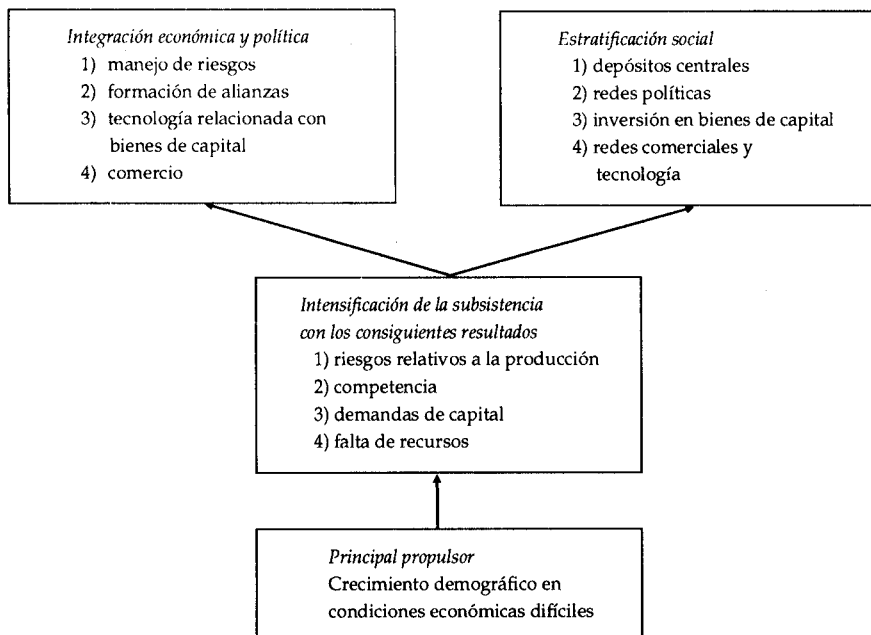 Integración económica y política
1) manejo de riesgos
2) formación de alianzas
3) tecnología relacionada con
bienes de capital
4) comercio
Estratificación social
1) depósitos centrales
2) redes políticas
3) inversión en bienes de capital
4) redes comerciales y
tecnología
Intensificación de la subsistencia
con los consiguientes resultados
1) riesgos relativos a la producción
2) competencia
3) demandas de capital
4) falta de recursos
Principal propulsor
Crecimiento demográfico en
condiciones económicas difíciles